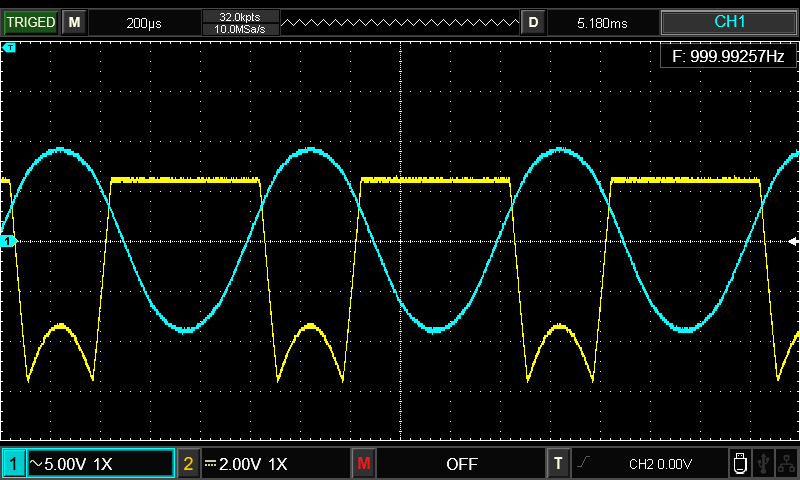 TRIGED M 200µs 32.0kpts D 5.180ms CH1
10.0MSa/s
T F: 999.99257Hz
1
1 5.00V 1X 2 2.00V 1X M OFF T CH2 0.00V